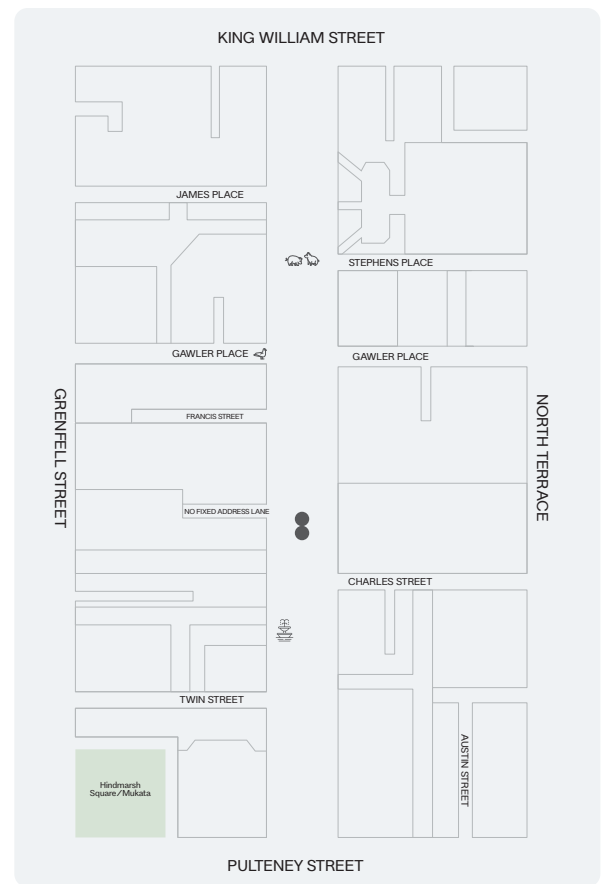 KING WILLIAM STREET
JAMES PLACE
STEPHENS PLACE
GAWLER PLACE
GAWLER PLACE
GRENFELL STREET
NORTH TERRACE
FRANCIS STREET
NO FIXED ADDRESS LANE
CHARLES STREET
TWIN STREET
AUSTIN STREET
Hindmarsh
Square/Mukata
PULTENEY STREET